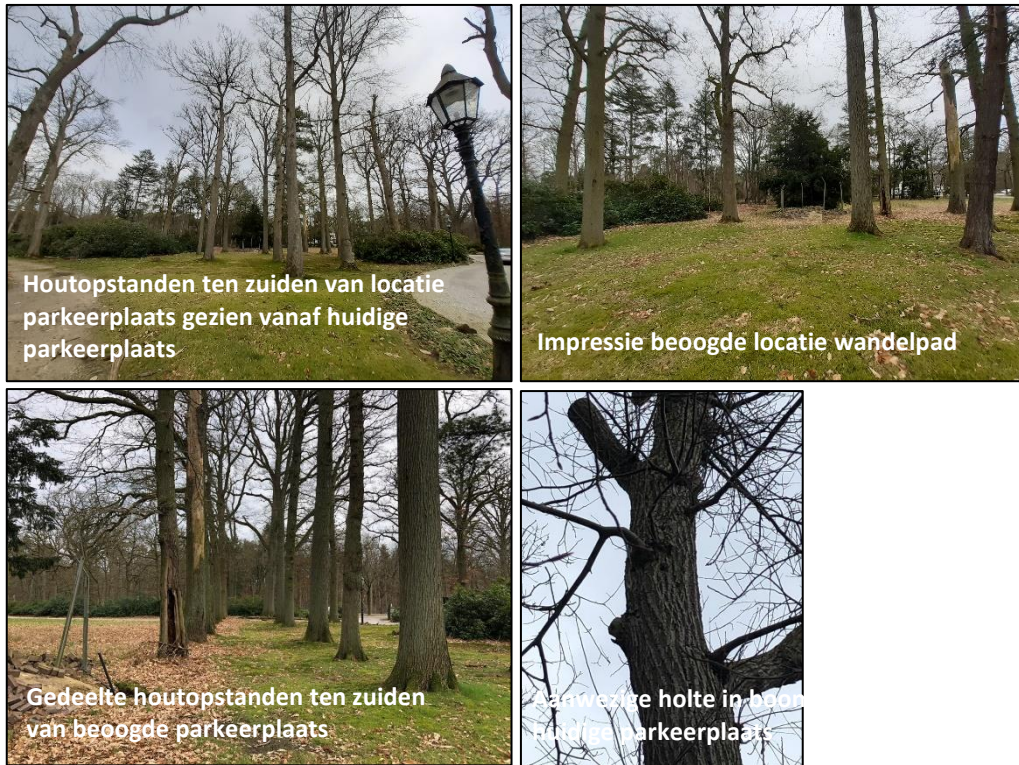 Houtopstanden ten zuiden van locatie
parkeerplaats gezien vanaf huidige
parkeerplaats
Impressie beoogde locatie wandelpad
Gedeelte houtopstanden ten zuiden
van beoogde parkeerplaats
Aanwezige holte in boom
huidige parkeerplaats